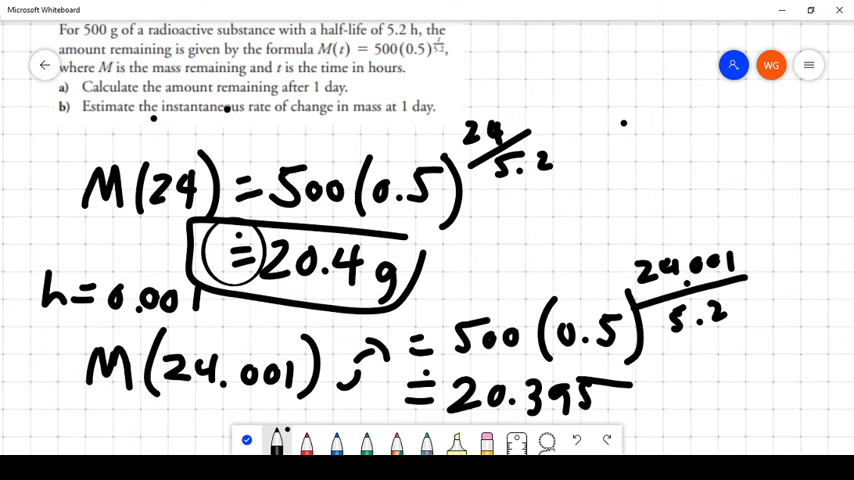 Microsoft Whiteboard
For 500 g of a radioactive substance with a half-life of 5.2 h, the
amount remaining is given by the formula M(t) = 500(0.5)^(t/5.2),
where M is the mass remaining and t is the time in hours.
a) Calculate the amount remaining after 1 day.
b) Estimate the instantaneous rate of change in mass at 1 day.
WG
M(24) = 500(0.5)^(24/5.2)
≐ 20.4 g
h = 0.001
M(24.001) = 500(0.5)^(24.001/5.2)
≐ 20.395